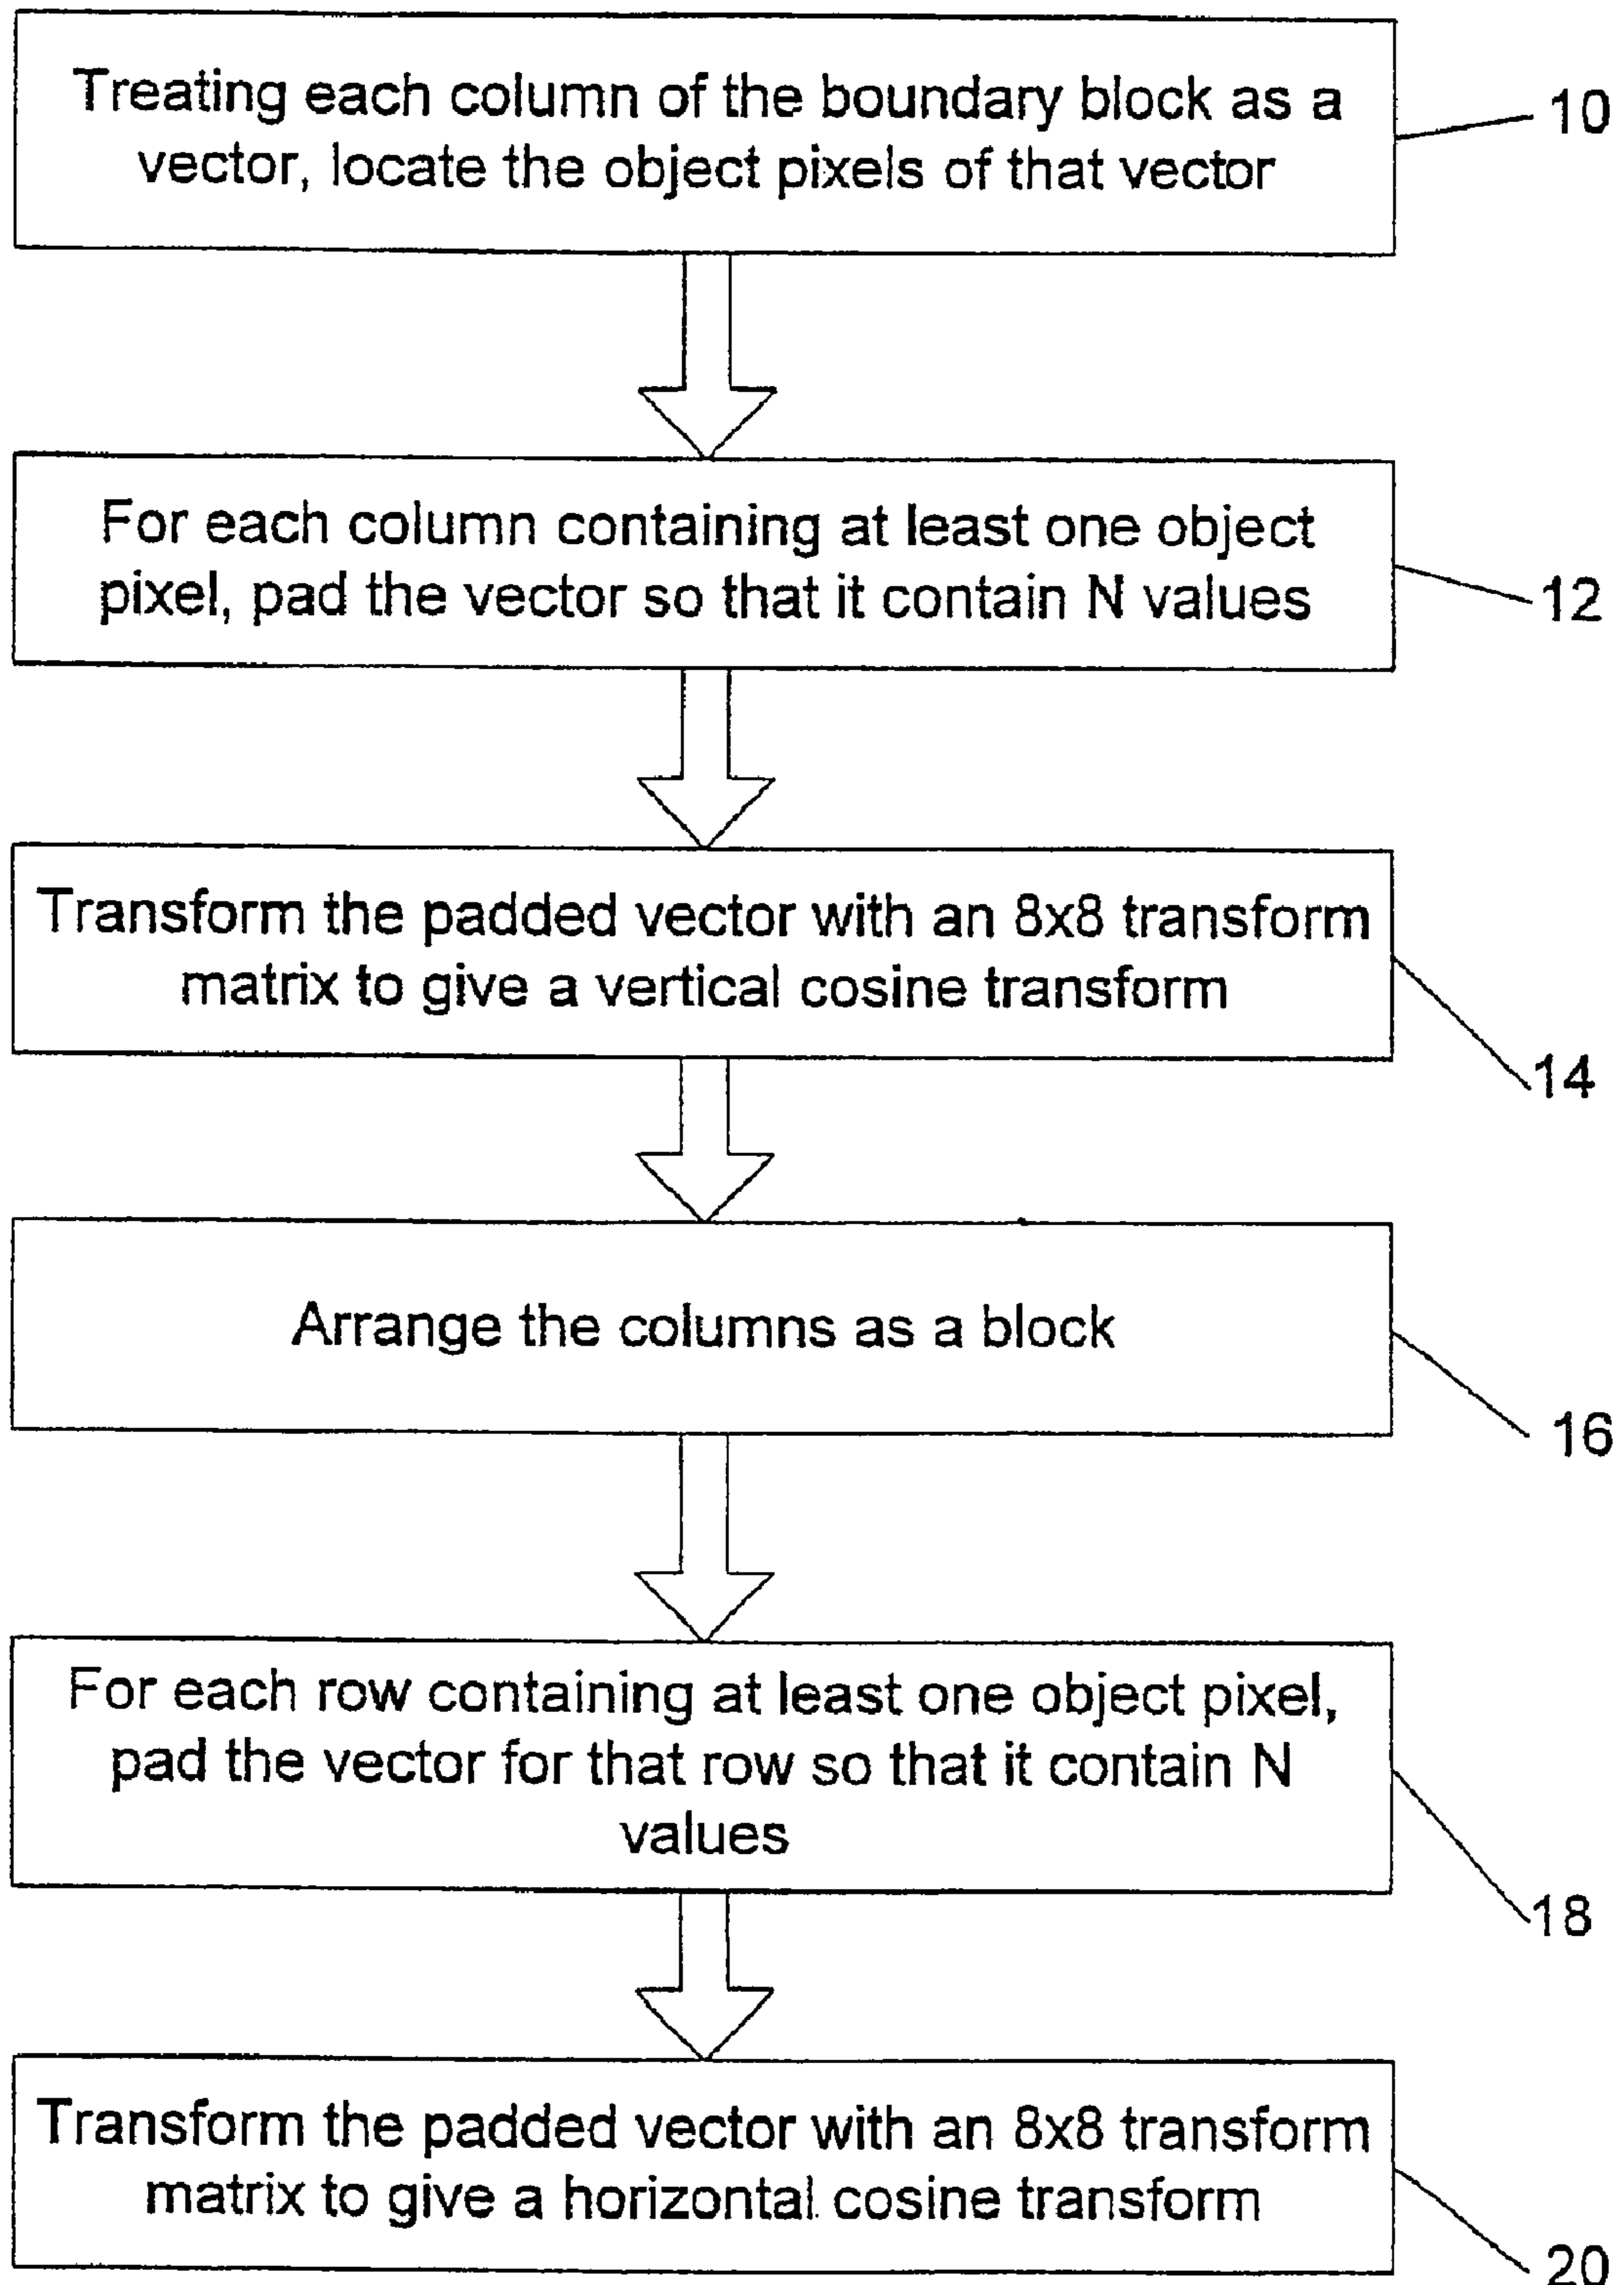 Treating each column of the boundary block as a
vector, locate the object pixels of that vector
10
For each column containing at least one object
pixel, pad the vector so that it contain N values
12
Transform the padded vector with an 8x8 transform
matrix to give a vertical cosine transform
14
Arrange the columns as a block
16
For each row containing at least one object pixel,
pad the vector for that row so that it contain N
values
18
Transform the padded vector with an 8x8 transform
matrix to give a horizontal cosine transform
20